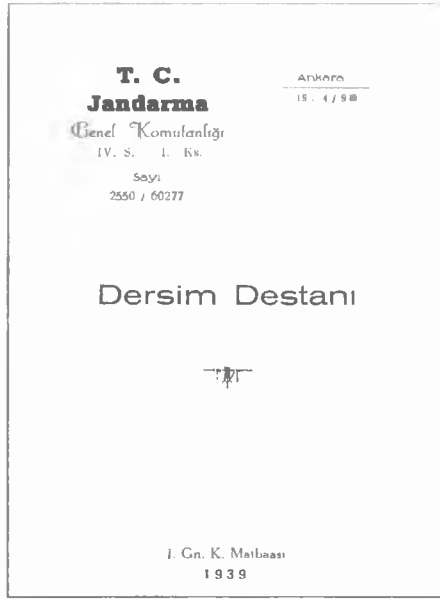 T. C.
Jandarma
Genel Komutanlığı
IV. S. 1. Ks.
Sayı
2550 / 60277
Ankara
Dersim Destanı
J. Gn. K. Matbaası
1939